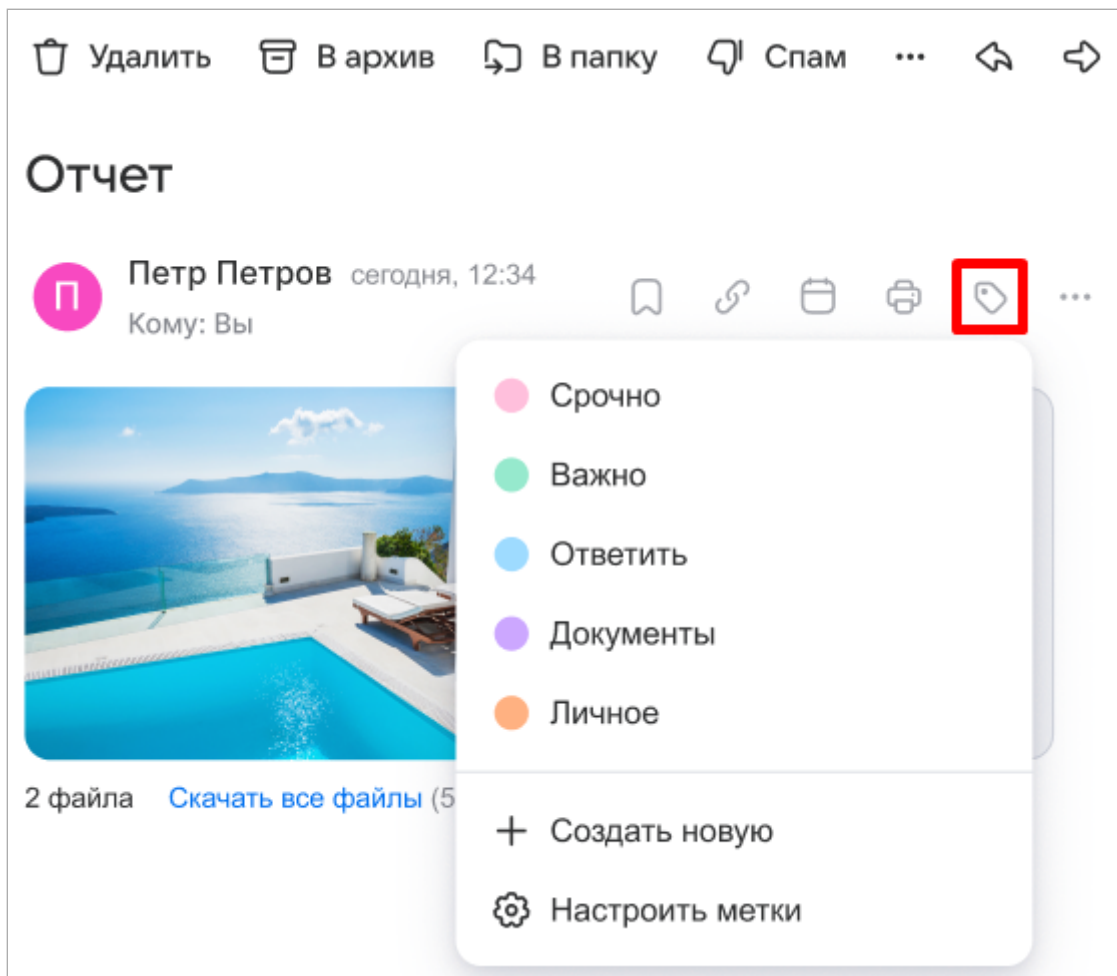 Удалить В архив В папку Спам
Отчет
П Петр Петров сегодня, 12:34
Кому: Вы
Срочно
Важно
Ответить
Документы
Личное
2 файла Скачать все файлы (5
Создать новую
Настроить метки